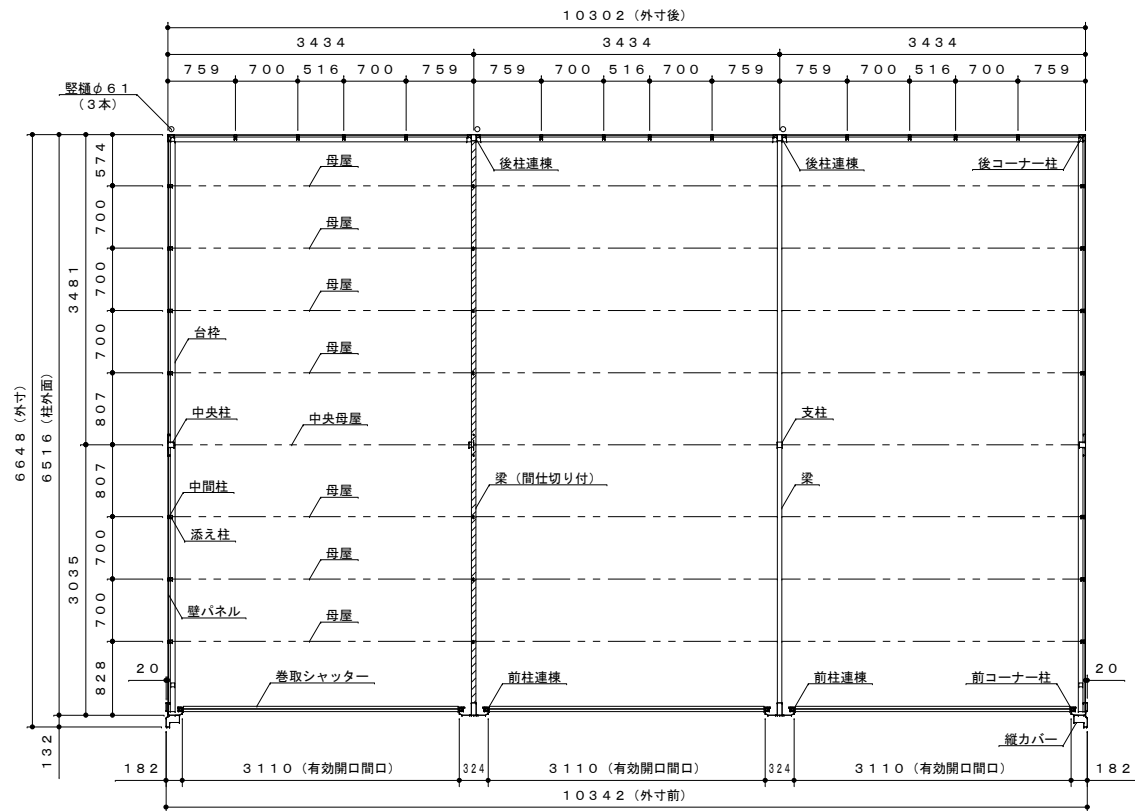 10302（外寸後）
3434
3434
3434
759
700
516
700
759
759
700
516
700
759
759
700
516
700
759
竪樋φ61
（3本）
後柱連棟
後柱連棟
後コーナー柱
母屋
母屋
母屋
母屋
台枠
中央柱
中央母屋
支柱
中間柱
母屋
梁（間仕切り付）
梁
添え柱
母屋
壁パネル
母屋
巻取シャッター
前柱連棟
前柱連棟
前コーナー柱
縦カバー
6648（外寸）
6516（柱外面）
3481
3035
574
700
700
700
807
807
700
700
828
132
20
20
182
3110（有効開口間口）
324
3110（有効開口間口）
324
3110（有効開口間口）
182
10342（外寸前）